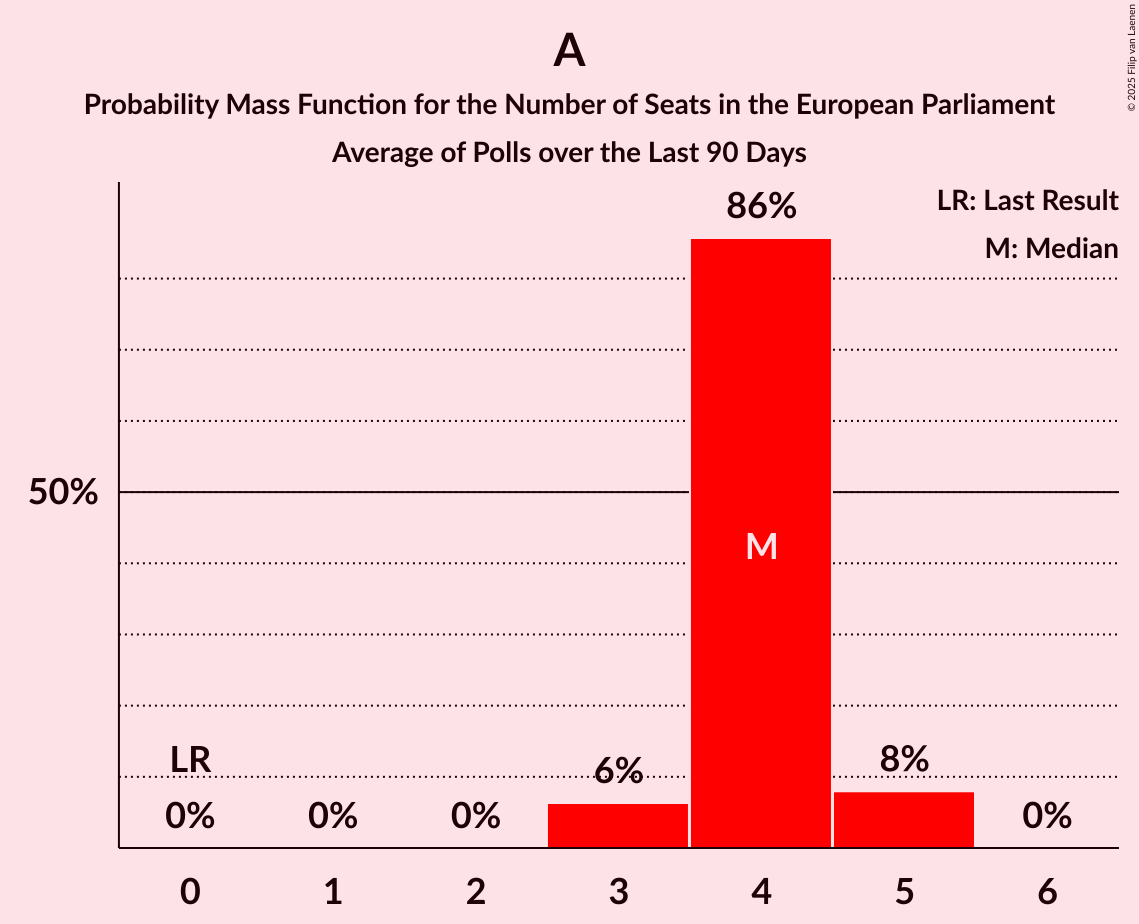 A
Probability Mass Function for the Number of Seats in the European Parliament
Average of Polls over the Last 90 Days
© 2025 Filip van Laenen
LR: Last Result
M: Median
86%
50%
M
LR
6%
8%
0% 0% 0% 0%
0 1 2 3 4 5 6